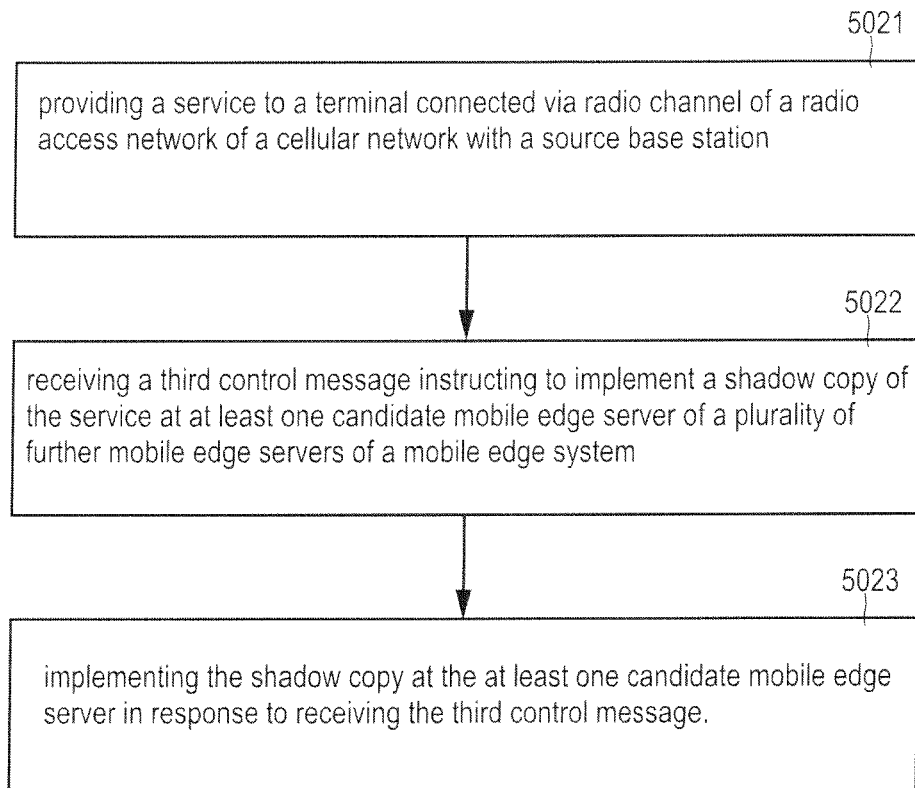 5021
providing a service to a terminal connected via radio channel of a radio
access network of a cellular network with a source base station
5022
receiving a third control message instructing to implement a shadow copy of
the service at at least one candidate mobile edge server of a plurality of
further mobile edge servers of a mobile edge system
5023
implementing the shadow copy at the at least one candidate mobile edge
server in response to receiving the third control message.